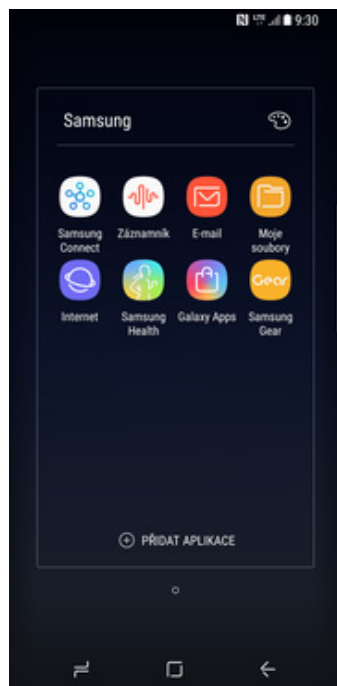 LTE 9:30
Samsung
Samsung Connect
Záznamník
E-mail
Moje soubory
Internet
Samsung Health
Galaxy Apps
Gear
Samsung Gear
PŘIDAT APLIKACE